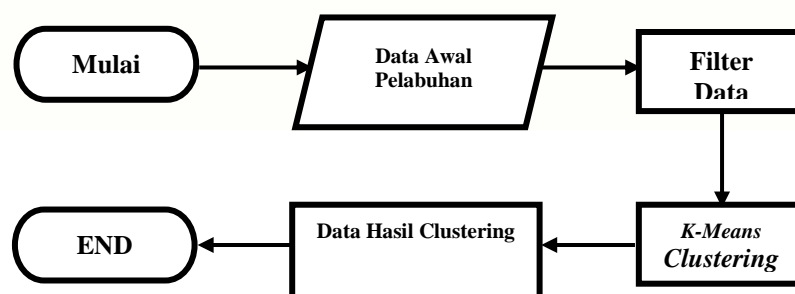 Mulai
Data Awal
Pelabuhan
Filter
Data
K-Means
Clustering
Data Hasil Clustering
END